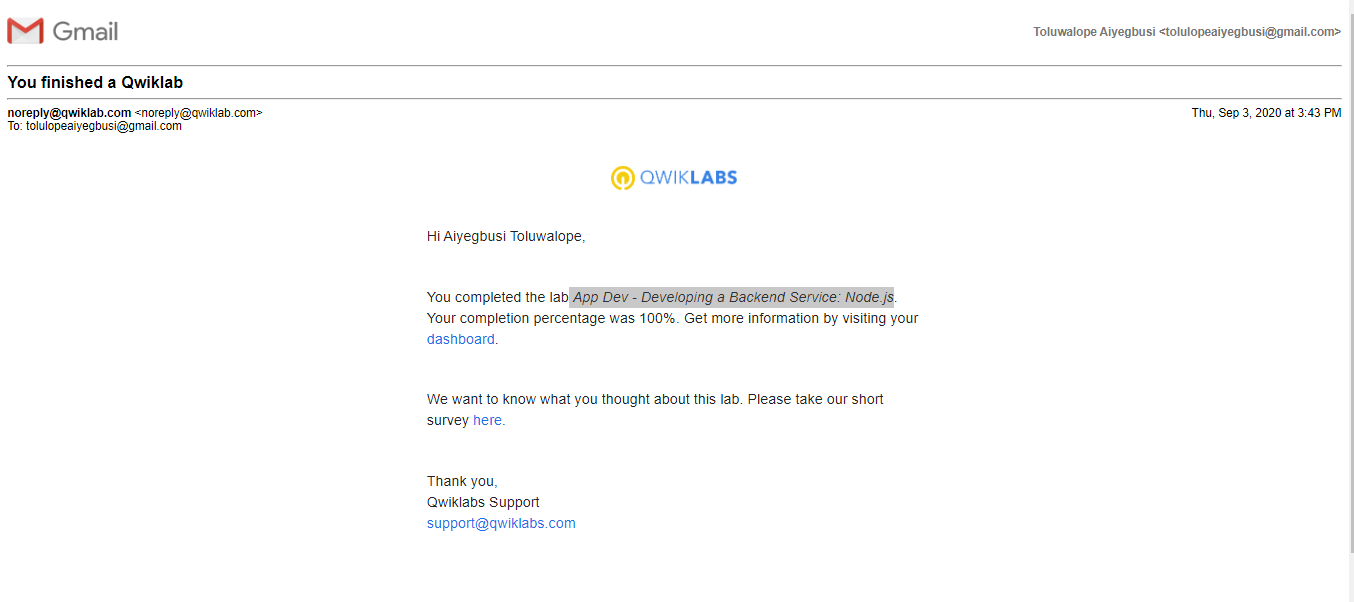 Gmail
Toluwalope Aiyegbusi <tolulopeaiyegbusi@gmail.com>
You finished a Qwiklab
noreply@qwiklab.com <noreply@qwiklab.com>
Thu, Sep 3, 2020 at 3:43 PM
To: tolulopeaiyegbusi@gmail.com
QWIKLABS
Hi Aiyegbusi Toluwalope,
You completed the lab App Dev - Developing a Backend Service: Node.js.
Your completion percentage was 100%. Get more information by visiting your
dashboard.
We want to know what you thought about this lab. Please take our short
survey here.
Thank you,
Qwiklabs Support
support@qwiklabs.com